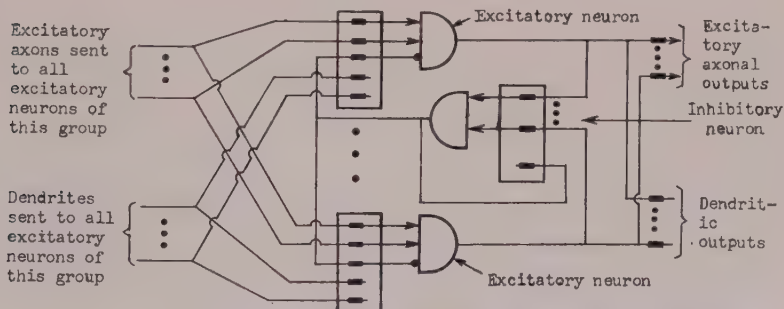 Excitatory
axons sent
to all
excitatory
neurons of
this group
Excitatory neuron
Excita-
tory
axonal
outputs
Inhibitory
neuron
Dendrites
sent to all
excitatory
neurons of
this group
Dendrit-
ic
outputs
Excitatory neuron